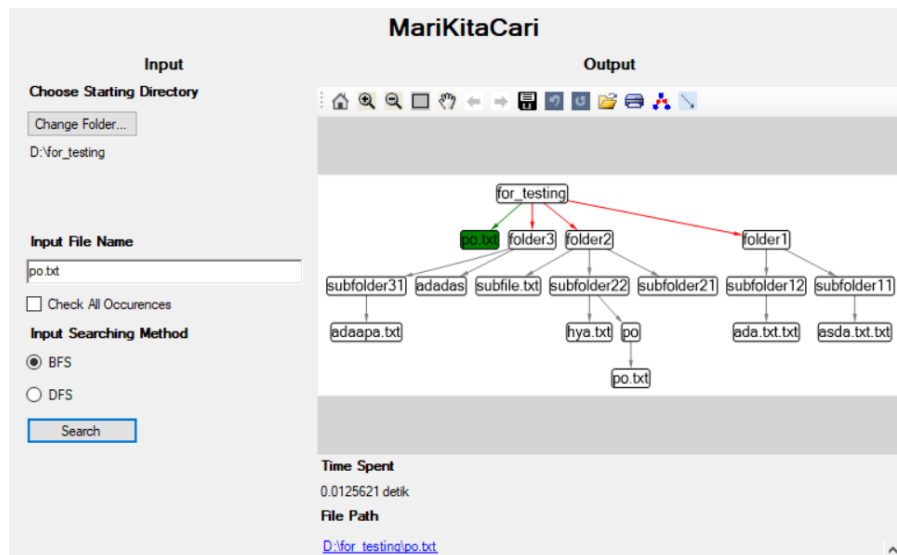 MariKitaCari
Input
Choose Starting Directory
Change Folder...
D:\for_testing
Input File Name
po.txt
Check All Occurences
Input Searching Method
BFS
DFS
Search
Output
for_testing
po.txt folder3 folder2 folder1
subfolder31 adadas subfile.txt subfolder22 subfolder21 subfolder12 subfolder11
adaapa.txt hya.txt po ada.txt.txt asda.txt.txt
po.txt
Time Spent
0.0125621 detik
File Path
D:\for_testing\po.txt